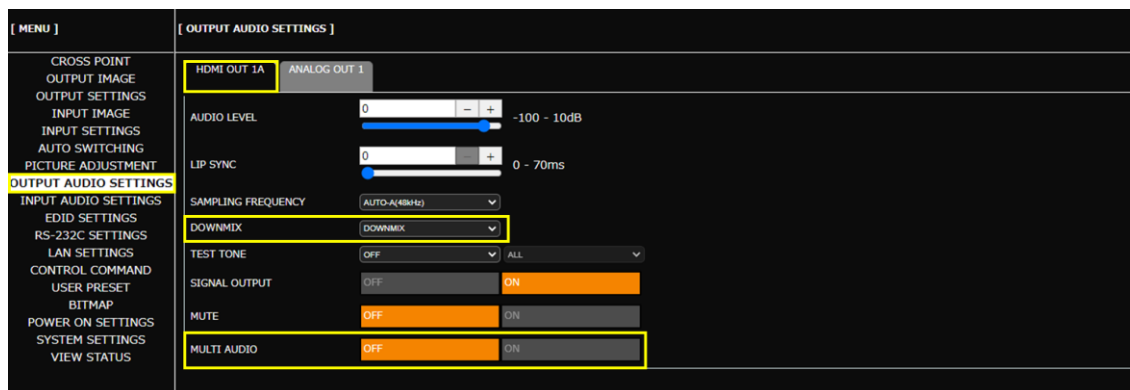 [ MENU ]
[ OUTPUT AUDIO SETTINGS ]
CROSS POINT
OUTPUT IMAGE
OUTPUT SETTINGS
INPUT IMAGE
INPUT SETTINGS
AUTO SWITCHING
PICTURE ADJUSTMENT
OUTPUT AUDIO SETTINGS
INPUT AUDIO SETTINGS
EDID SETTINGS
RS-232C SETTINGS
LAN SETTINGS
CONTROL COMMAND
USER PRESET
BITMAP
POWER ON SETTINGS
SYSTEM SETTINGS
VIEW STATUS
HDMI OUT 1A ANALOG OUT 1
AUDIO LEVEL 0 − + -100 - 10dB
LIP SYNC 0 − + 0 - 70ms
SAMPLING FREQUENCY AUTO-A(48kHz)
DOWNMIX DOWNMIX
TEST TONE OFF ALL
SIGNAL OUTPUT OFF ON
MUTE OFF ON
MULTI AUDIO OFF ON